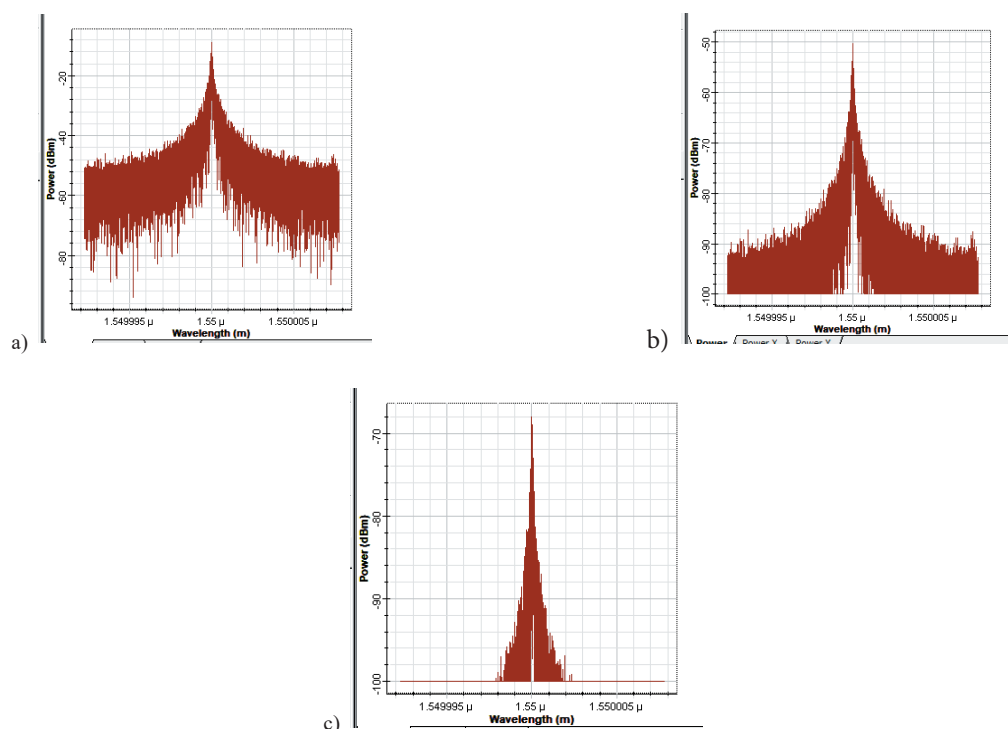 -20
-40
-60
-80
Power (dBm)
1.549995 µ 1.55 µ 1.550005 µ
Wavelength (m)
a)
-50
-60
-70
-80
-90
-100
Power (dBm)
1.549995 µ 1.55 µ 1.550005 µ
Wavelength (m)
Power Power X Power Y
b)
-70
-80
-90
-100
Power (dBm)
1.549995 µ 1.55 µ 1.550005 µ
Wavelength (m)
c)